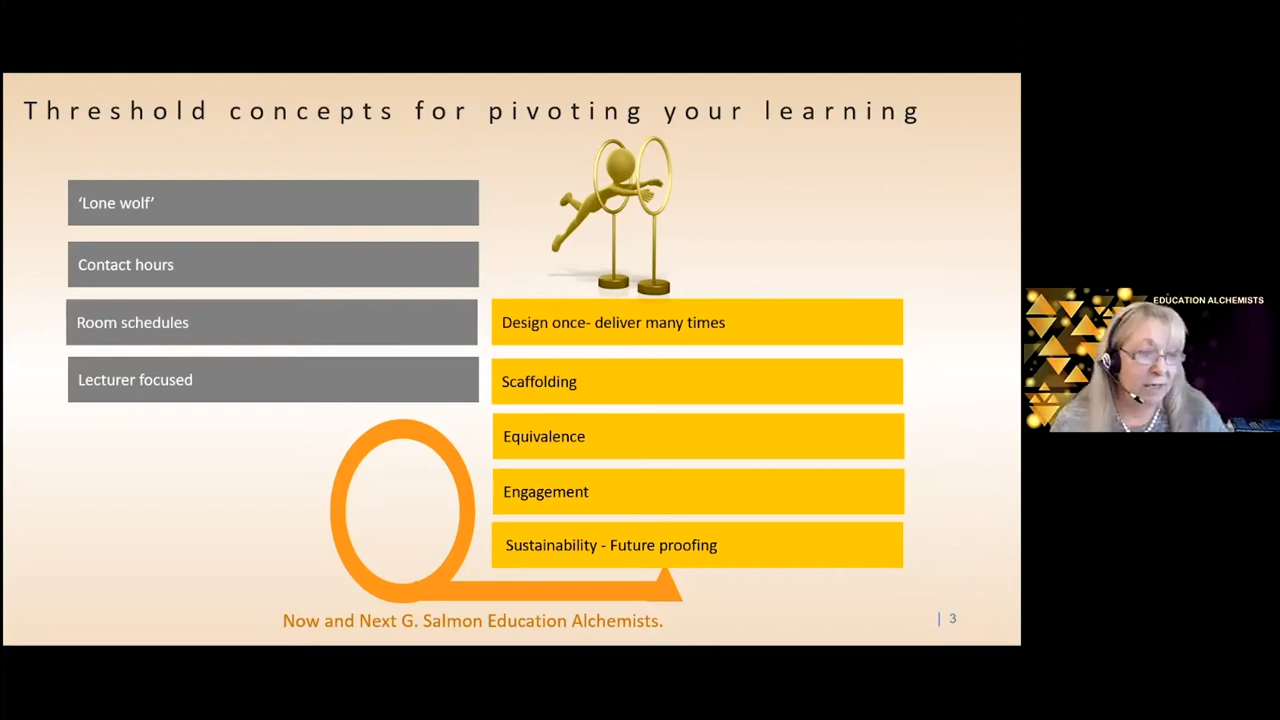 Threshold concepts for pivoting your learning
‘Lone wolf’
Contact hours
Room schedules
Lecturer focused
Design once- deliver many times
Scaffolding
Equivalence
Engagement
Sustainability - Future proofing
Now and Next G. Salmon Education Alchemists.
| 3
EDUCATION ALCHEMISTS